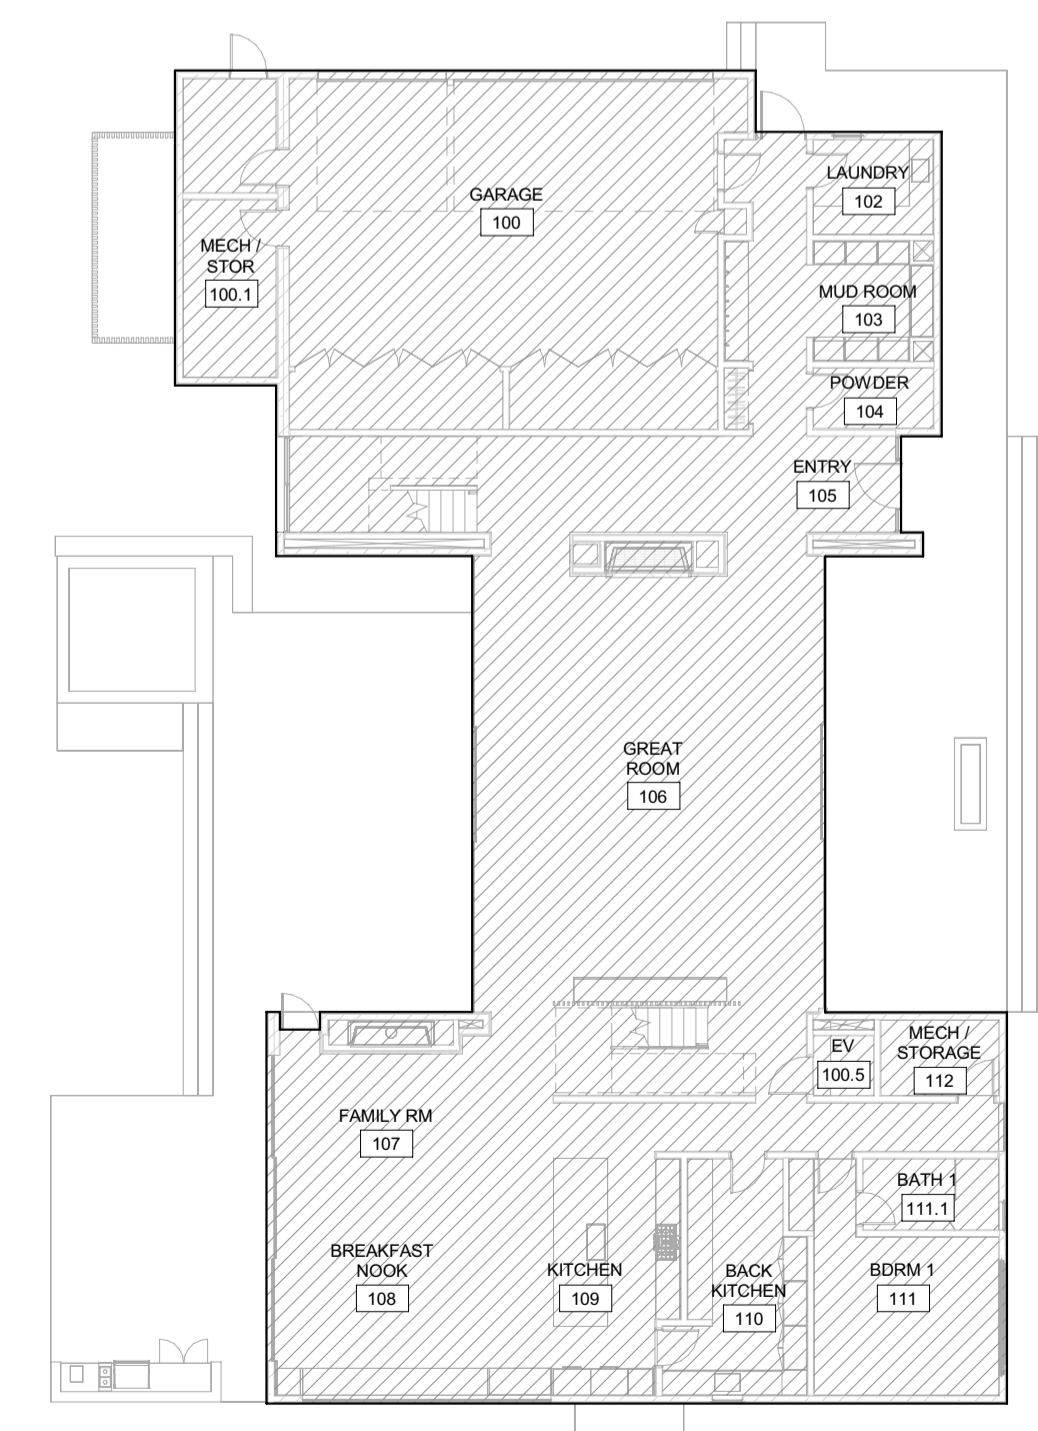 LAUNDRY
102
GARAGE
100
MECH /
STOR
100.1
MUD ROOM
103
POWDER
104
ENTRY
105
GREAT
ROOM
106
EV
100.5
MECH /
STORAGE
112
FAMILY RM
107
BATH 1
111.1
BREAKFAST
NOOK
108
KITCHEN
109
BACK
KITCHEN
110
BDRM 1
111